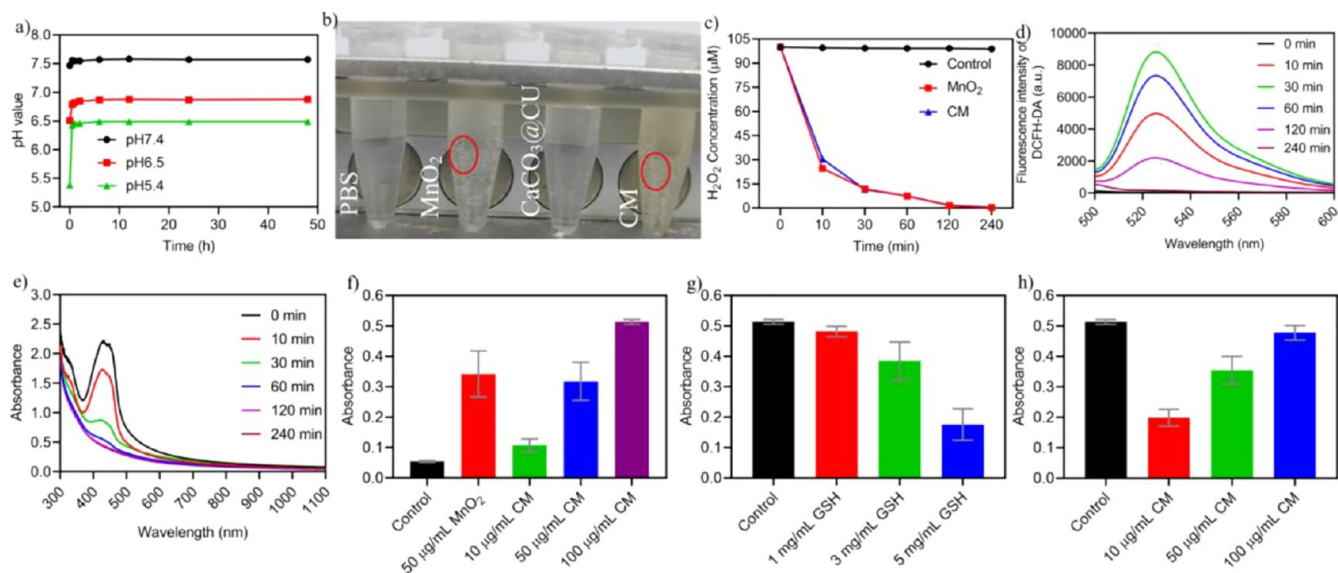 a)
8.0
7.5
7.0
6.5
6.0
5.5
5.0
pH value
0
10
20
30
40
50
Time (h)
pH7.4
pH6.5
pH5.4
b)
PBS
MnO₂
CaCO₃@CU
CM
c)
105
90
75
60
45
30
15
0
H₂O₂ Concentration (μM)
0
10
30
60
120
240
Time (min)
Control
MnO₂
CM
d)
10000
8000
6000
4000
2000
0
Fluorescence intensity of
DCFH-DA (a.u.)
500
520
540
560
580
600
Wavelength (nm)
0 min
10 min
30 min
60 min
120 min
240 min
e)
3.0
2.5
2.0
1.5
1.0
0.5
0.0
Absorbance
300
400
500
600
700
800
900
1000
1100
Wavelength (nm)
0 min
10 min
30 min
60 min
120 min
240 min
f)
0.6
0.5
0.4
0.3
0.2
0.1
0.0
Absorbance
Control
50 μg/mL MnO₂
10 μg/mL CM
50 μg/mL CM
100 μg/mL CM
g)
0.6
0.5
0.4
0.3
0.2
0.1
0.0
Absorbance
Control
1 mg/mL GSH
3 mg/mL GSH
5 mg/mL GSH
h)
0.6
0.5
0.4
0.3
0.2
0.1
0.0
Absorbance
Control
10 μg/mL CM
50 μg/mL CM
100 μg/mL CM